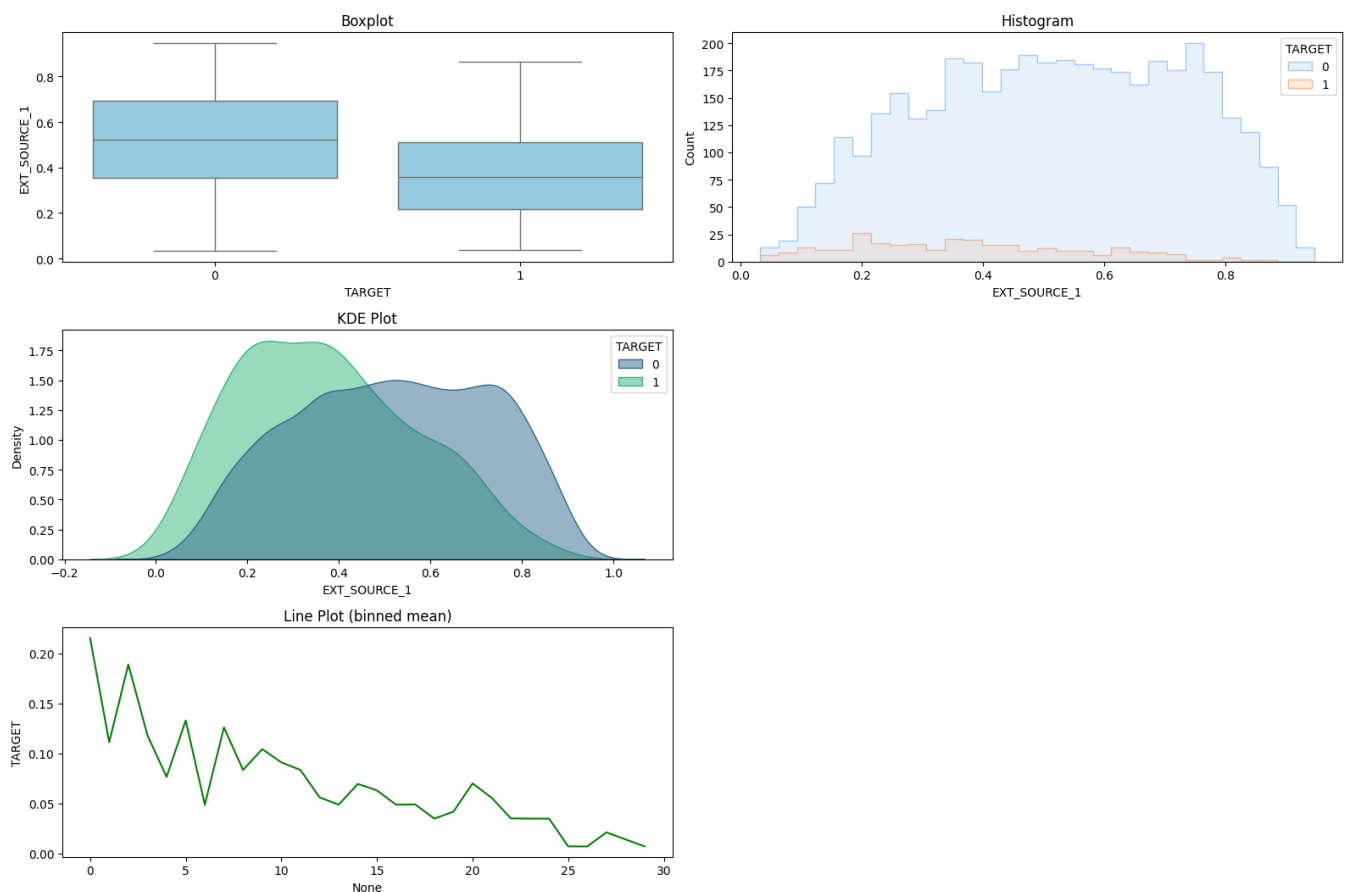 Boxplot
EXT_SOURCE_1
0.8
0.6
0.4
0.2
0.0
0 1
TARGET
Histogram
Count
200
175
150
125
100
75
50
25
0
TARGET
0
1
0.0 0.2 0.4 0.6 0.8
EXT_SOURCE_1
KDE Plot
Density
1.75
1.50
1.25
1.00
0.75
0.50
0.25
0.00
TARGET
0
1
−0.2 0.0 0.2 0.4 0.6 0.8 1.0
EXT_SOURCE_1
Line Plot (binned mean)
TARGET
0.20
0.15
0.10
0.05
0.00
0 5 10 15 20 25 30
None